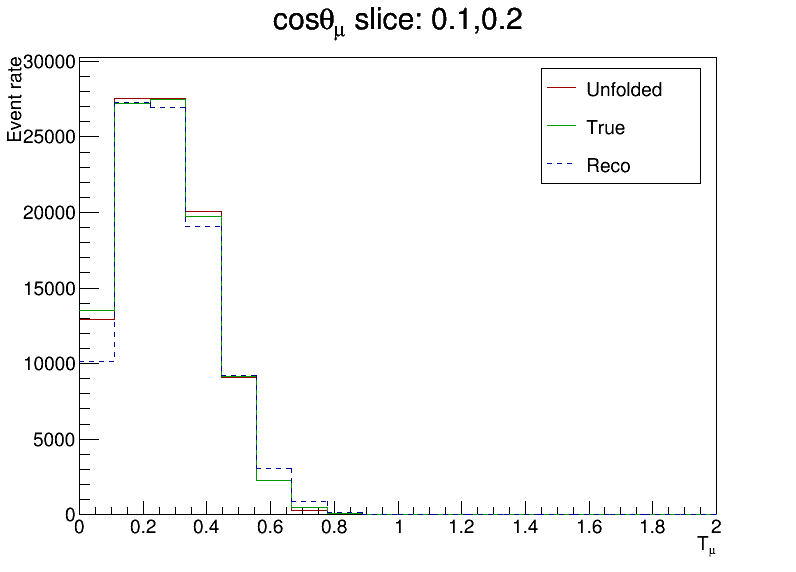 cosθμ slice: 0.1,0.2
Event rate
30000
25000
20000
15000
10000
5000
0
Unfolded
True
Reco
0 0.2 0.4 0.6 0.8 1 1.2 1.4 1.6 1.8 2
Tμ